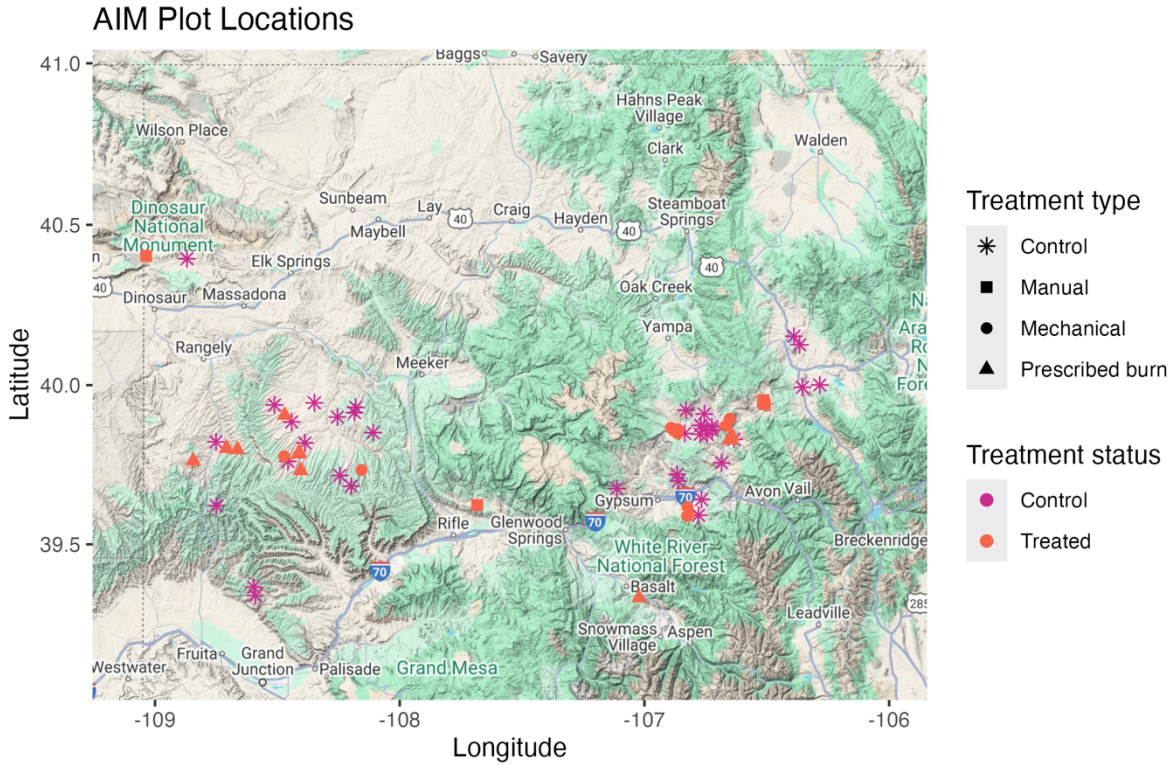 AIM Plot Locations
41.0
40.5
40.0
39.5
Latitude
-109
-108
-107
-106
Longitude
Baggs
Savery
Hahns Peak
Village
Wilson Place
Clark
Walden
Dinosaur
National
Monument
Sunbeam
Lay
Craig
Steamboat
Springs
40
Maybell
Hayden
40
n
Elk Springs
40
40
Dinosaur
Massadona
Oak Creek
Yampa
Rangely
Meeker
Na
Ara
Ro
N
Fore
Gypsum
70
Avon
Vail
Rifle
Glenwood
Springs
70
Breckenridge
White River
National Forest
70
Basalt
285
Leadville
Snowmass
Village
Aspen
Fruita
Grand
Junction
Palisade
Grand Mesa
Westwater
Treatment type
Control
Manual
Mechanical
Prescribed burn
Treatment status
Control
Treated